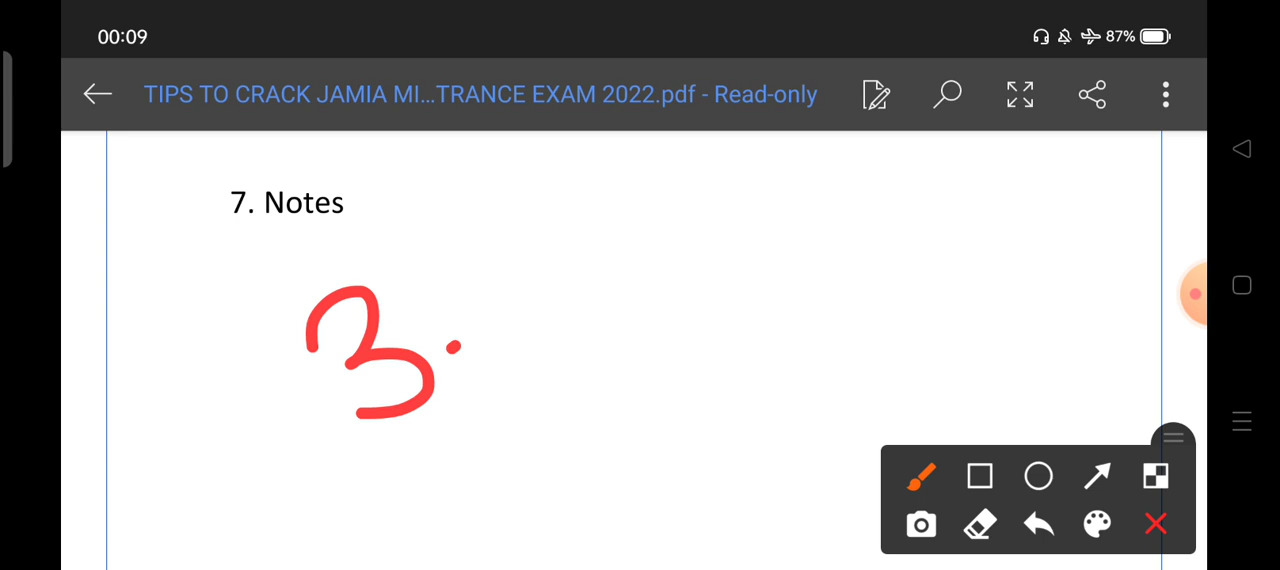 00:09 87%
TIPS TO CRACK JAMIA MI...TRANCE EXAM 2022.pdf - Read-only
7. Notes
3.